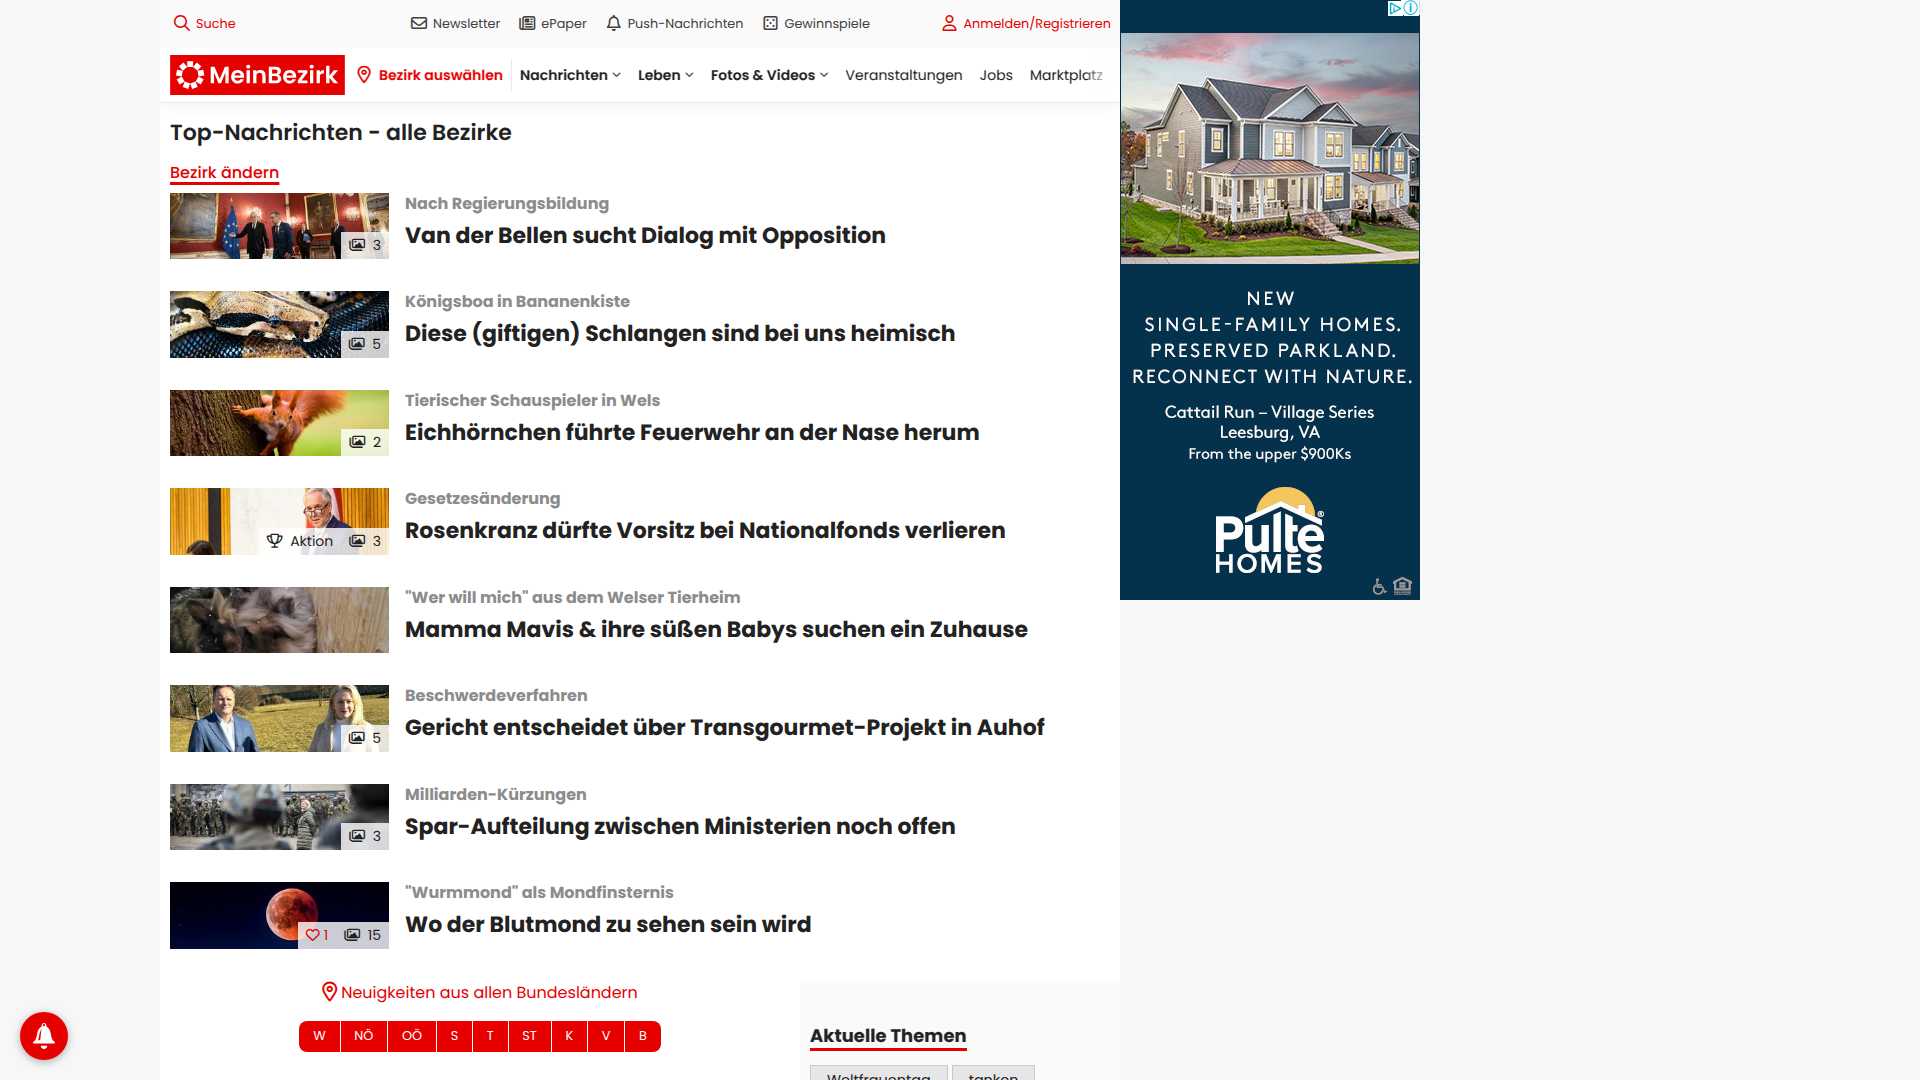 Suche
Newsletter
ePaper
Push-Nachrichten
Gewinnspiele
Anmelden/Registrieren
MeinBezirk
Bezirk auswählen
Nachrichten
Leben
Fotos & Videos
Veranstaltungen
Jobs
Marktplatz
Top-Nachrichten - alle Bezirke
Bezirk ändern
3
Nach Regierungsbildung
Van der Bellen sucht Dialog mit Opposition
5
Königsboa in Bananenkiste
Diese (giftigen) Schlangen sind bei uns heimisch
2
Tierischer Schauspieler in Wels
Eichhörnchen führte Feuerwehr an der Nase herum
Aktion 3
Gesetzesänderung
Rosenkranz dürfte Vorsitz bei Nationalfonds verlieren
"Wer will mich" aus dem Welser Tierheim
Mamma Mavis & ihre süßen Babys suchen ein Zuhause
5
Beschwerdeverfahren
Gericht entscheidet über Transgourmet-Projekt in Auhof
3
Milliarden-Kürzungen
Spar-Aufteilung zwischen Ministerien noch offen
1 15
"Wurmmond" als Mondfinsternis
Wo der Blutmond zu sehen sein wird
Neuigkeiten aus allen Bundesländern
W NÖ OÖ S T ST K V B
Aktuelle Themen
Weltfrauentag
tanken
NEW
SINGLE-FAMILY HOMES.
PRESERVED PARKLAND.
RECONNECT WITH NATURE.
Cattail Run – Village Series
Leesburg, VA
From the upper $900Ks
Pulte®
HOMES